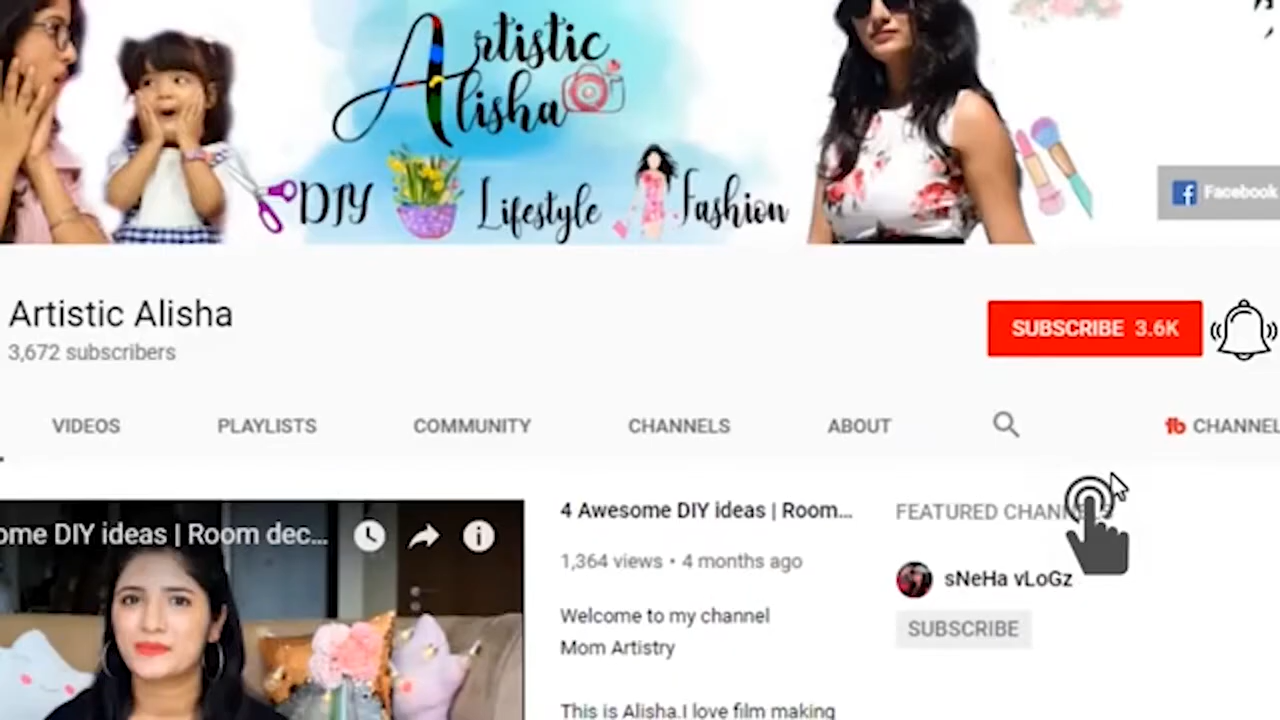 Artistic
Alisha
DIY Lifestyle Fashion
Facebook
Artistic Alisha
3,672 subscribers
SUBSCRIBE 3.6K
VIDEOS PLAYLISTS COMMUNITY CHANNELS ABOUT CHANNEL
ome DIY ideas | Room dec...
4 Awesome DIY ideas | Room...
1,364 views • 4 months ago
Welcome to my channel
Mom Artistry
This is Alisha.I love film making
FEATURED CHAN
sNeHa vLoGz
SUBSCRIBE